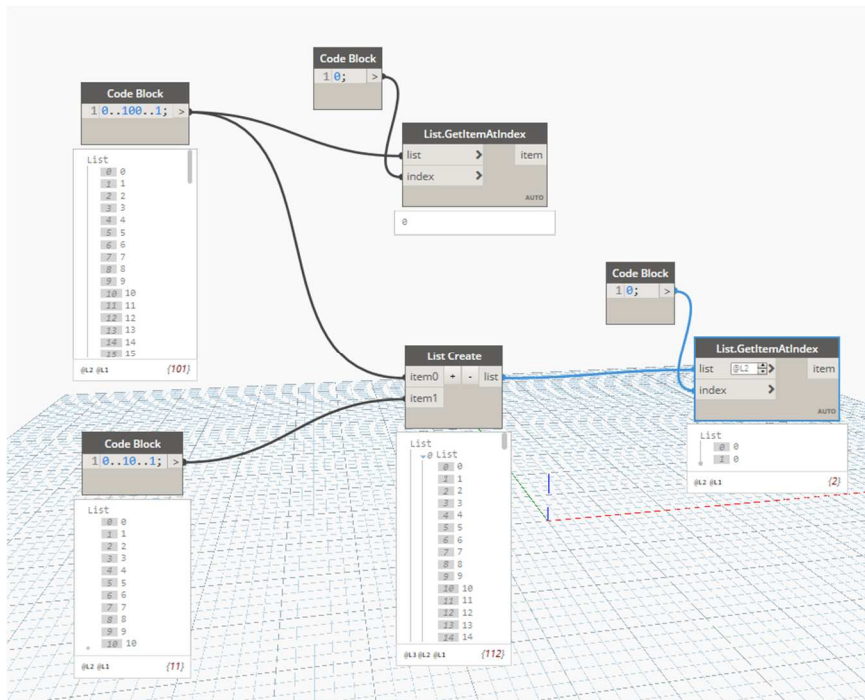 Code Block
1 0;  >
Code Block
1 0..100..1;  >
List.GetItemAtIndex
list  >  item
index  >
AUTO
0
List
0 0
1 1
2 2
3 3
4 4
5 5
6 6
7 7
8 8
9 9
10 10
11 11
12 12
13 13
14 14
15 15
@L2 @L1  {101}
Code Block
1 0;  >
List.GetItemAtIndex
list  @L2  >  item
index  >
AUTO
List
0 0
1 0
@L2 @L1  {2}
List Create
item0  +  -  list
item1
List
0 List
0 0
1 1
2 2
3 3
4 4
5 5
6 6
7 7
8 8
9 9
10 10
11 11
12 12
13 13
14 14
@L3 @L2 @L1  {112}
Code Block
1 0..10..1;  >
List
0 0
1 1
2 2
3 3
4 4
5 5
6 6
7 7
8 8
9 9
10 10
@L2 @L1  {11}